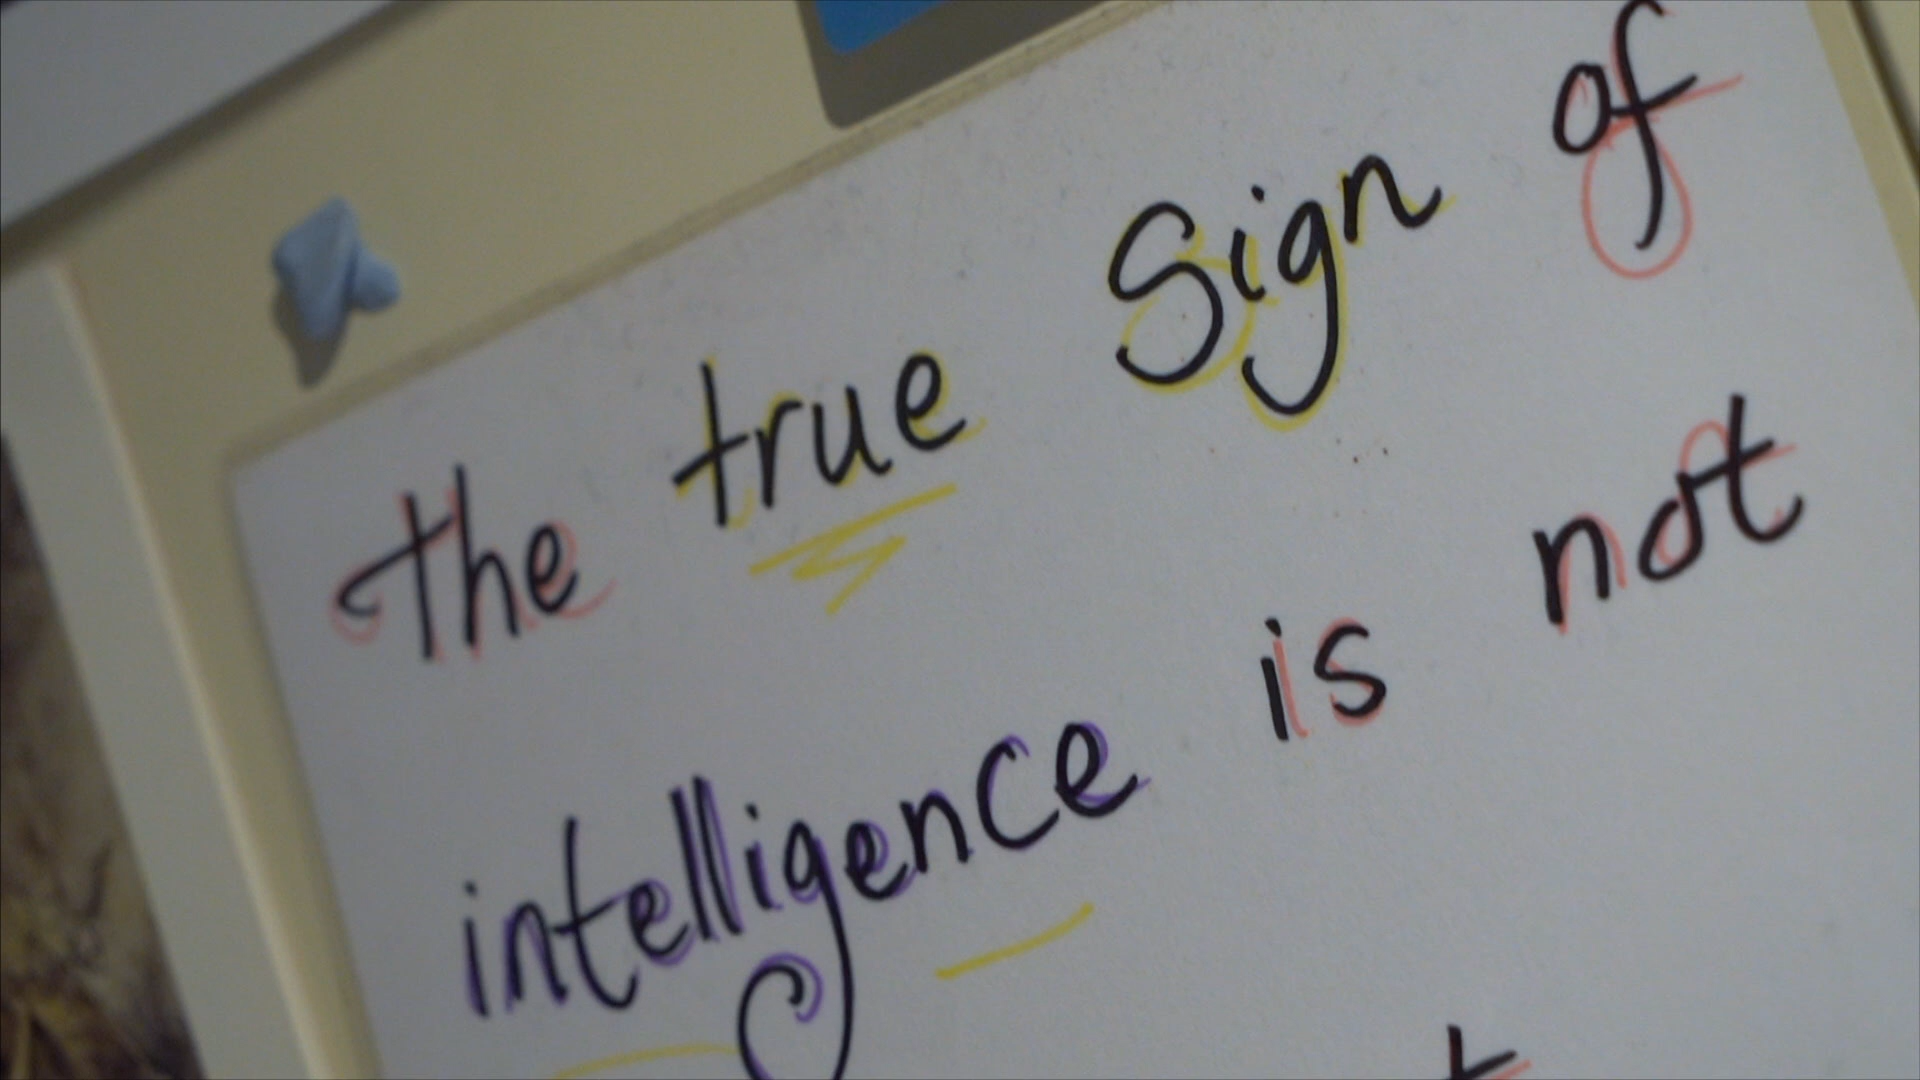 the true Sign of
intelligence is not